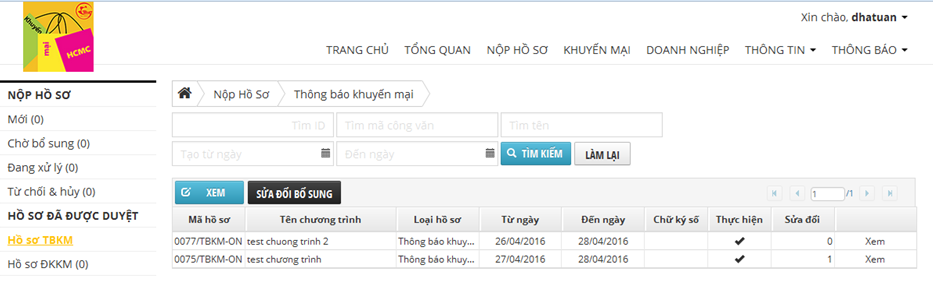 Khuyến
mại
HCMC
Xin chào, dhatuan
TRANG CHỦ TỔNG QUAN NỘP HỒ SƠ KHUYẾN MẠI DOANH NGHIỆP THÔNG TIN THÔNG BÁO
NỘP HỒ SƠ
Mới (0)
Chờ bổ sung (0)
Đang xử lý (0)
Từ chối & hủy (0)
HỒ SƠ ĐÃ ĐƯỢC DUYỆT
Hồ sơ TBKM
Hồ sơ ĐKKM (0)
Nộp Hồ Sơ Thông báo khuyến mại
Tìm ID Tìm mã công văn Tìm tên
Tạo từ ngày Đến ngày TÌM KIẾM LÀM LẠI
XEM SỬA ĐỔI BỔ SUNG 1 /1
Mã hồ sơ Tên chương trình Loại hồ sơ Từ ngày Đến ngày Chữ ký số Thực hiện Sửa đổi
0077/TBKM-ON test chuong trinh 2 Thông báo khuy... 26/04/2016 28/04/2016 0 Xem
0075/TBKM-ON test chương trình Thông báo khuy... 27/04/2016 28/04/2016 1 Xem